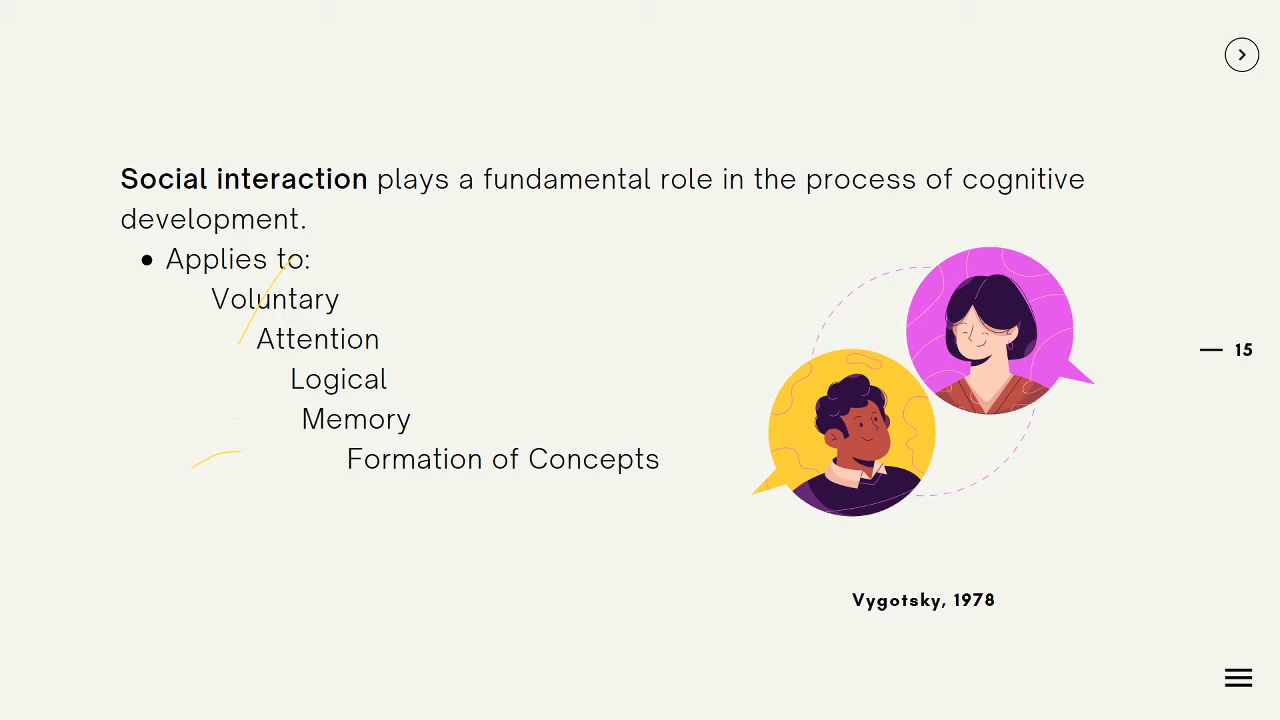 Social interaction plays a fundamental role in the process of cognitive
development.
• Applies to:
Voluntary
Attention
Logical
Memory
Formation of Concepts
15
Vygotsky, 1978